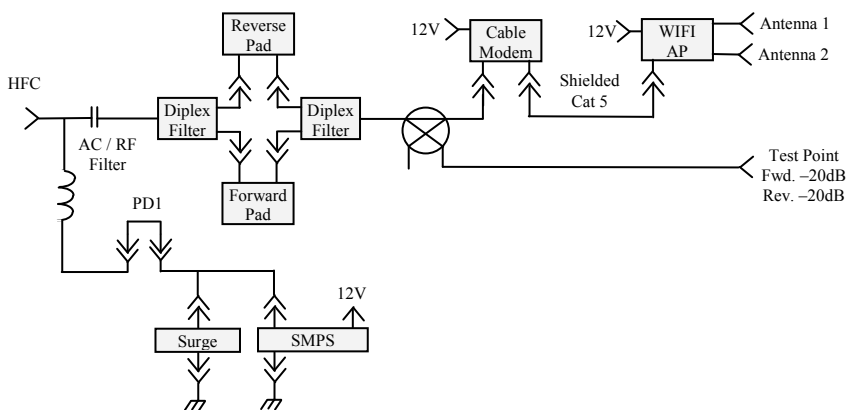 Reverse
Pad
12V
Cable
Modem
12V
WIFI
AP
Antenna 1
Antenna 2
HFC
Shielded
Cat 5
Diplex
Filter
Diplex
Filter
AC / RF
Filter
Test Point
Fwd. –20dB
Rev. –20dB
Forward
Pad
PD1
12V
Surge
SMPS